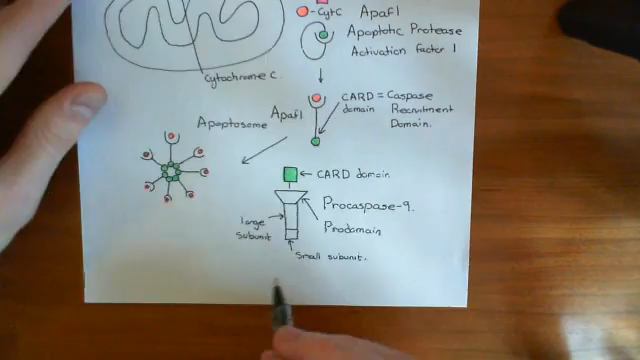 -CytC Apaf1
Apoptotic Protease
Activation factor 1
Cytochrome C.
CARD = Caspase
domain Recruitment
Domain.
Apaf1
Apoptosome
CARD domain
Procaspase-9.
Prodomain
large
subunit
small subunit.